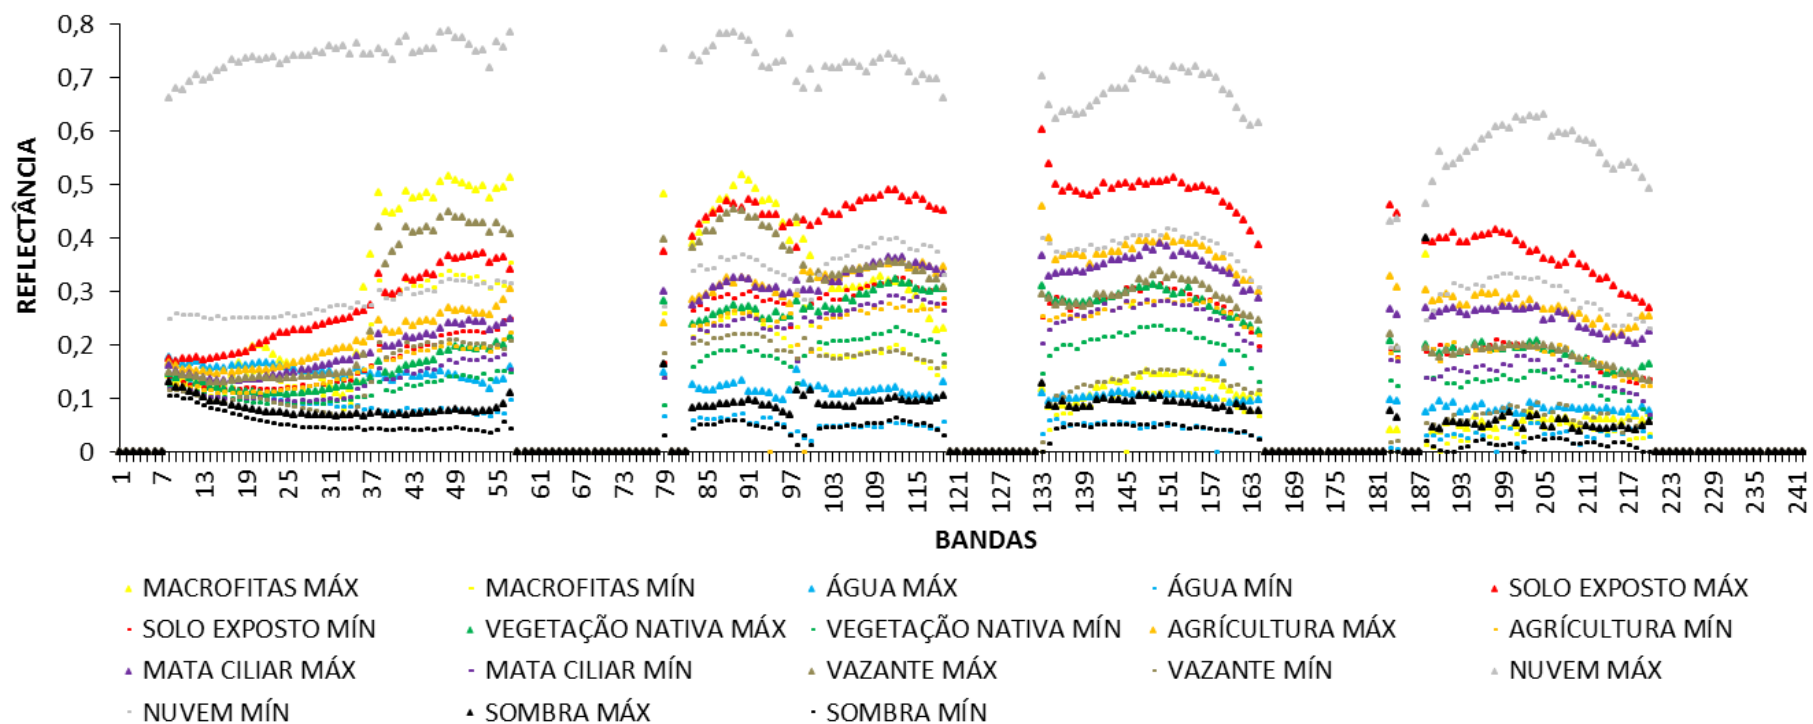 0,8
0,7
0,6
0,5
0,4
0,3
0,2
0,1
0
REFLECTÂNCIA
1 7 13 19 25 31 37 43 49 55 61 67 73 79 85 91 97 103 109 115 121 127 133 139 145 151 157 163 169 175 181 187 193 199 205 211 217 223 229 235 241
BANDAS
MACROFITAS MÁX MACROFITAS MÍN ÁGUA MÁX ÁGUA MÍN SOLO EXPOSTO MÁX
SOLO EXPOSTO MÍN VEGETAÇÃO NATIVA MÁX VEGETAÇÃO NATIVA MÍN AGRÍCULTURA MÁX AGRÍCULTURA MÍN
MATA CILIAR MÁX MATA CILIAR MÍN VAZANTE MÁX VAZANTE MÍN NUVEM MÁX
NUVEM MÍN SOMBRA MÁX SOMBRA MÍN